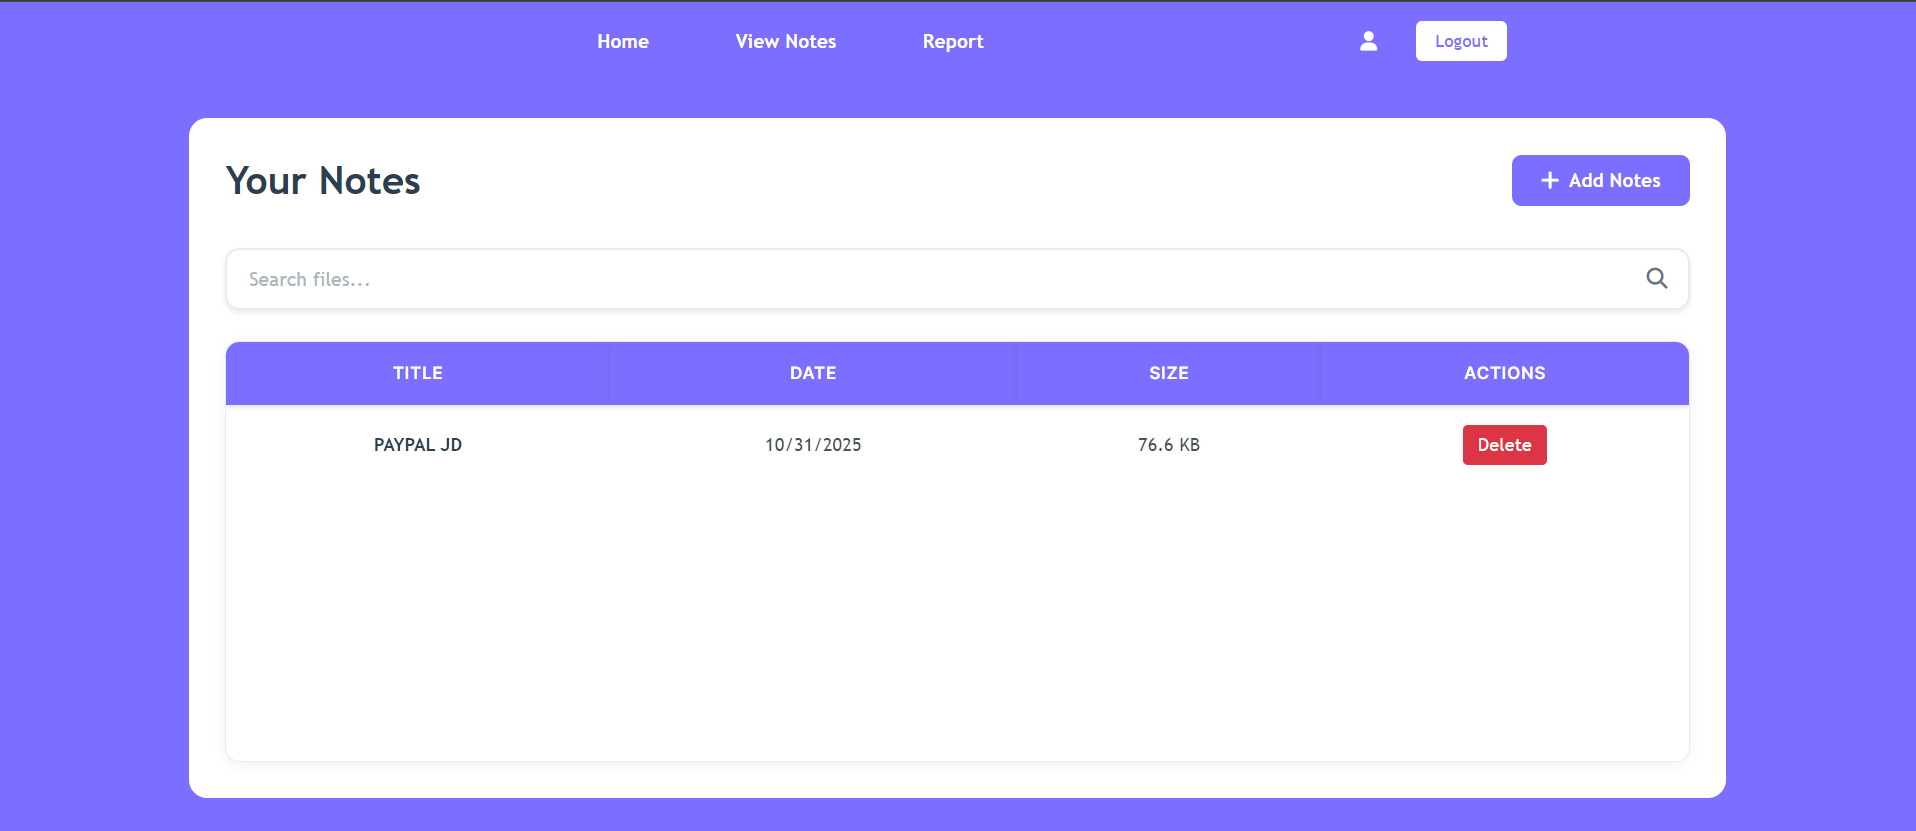 Home View Notes Report Logout
Your Notes
Add Notes
Search files...
TITLE DATE SIZE ACTIONS
PAYPAL JD 10/31/2025 76.6 KB Delete